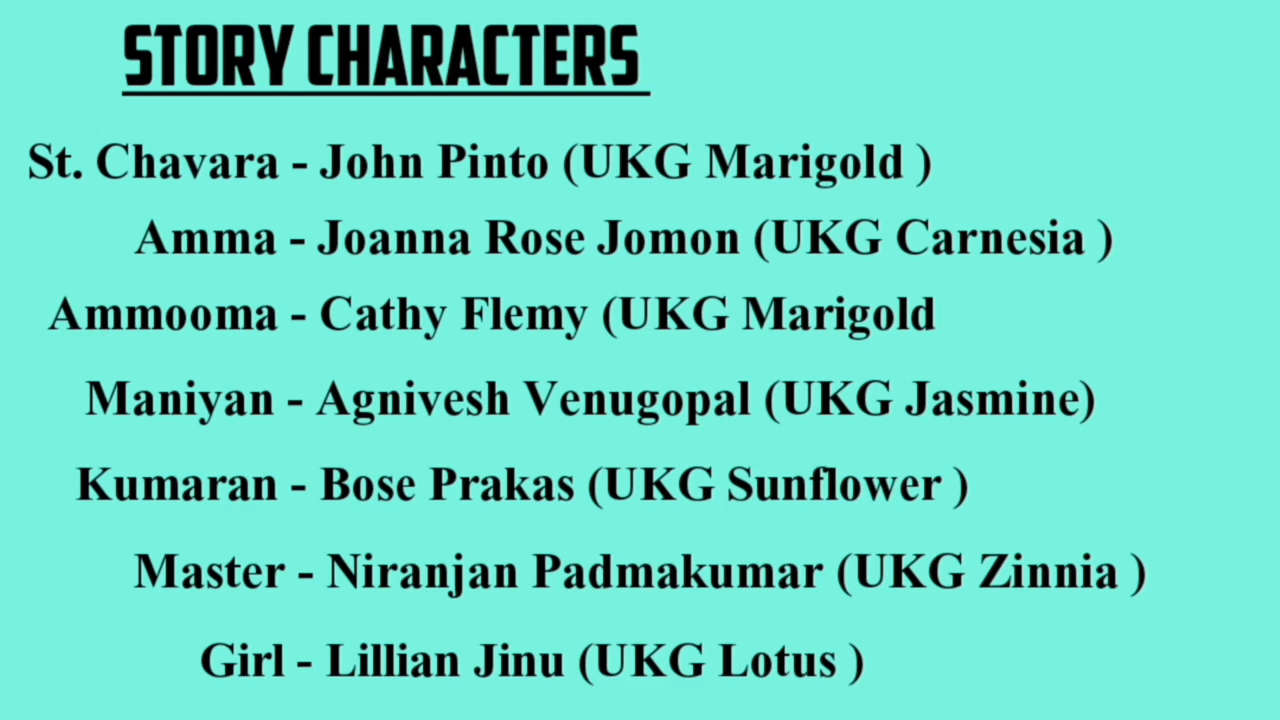 STORY CHARACTERS
St. Chavara - John Pinto (UKG Marigold )
Amma - Joanna Rose Jomon (UKG Carnesia )
Ammooma - Cathy Flemy (UKG Marigold
Maniyan - Agnivesh Venugopal (UKG Jasmine)
Kumaran - Bose Prakas (UKG Sunflower )
Master - Niranjan Padmakumar (UKG Zinnia )
Girl - Lillian Jinu (UKG Lotus )